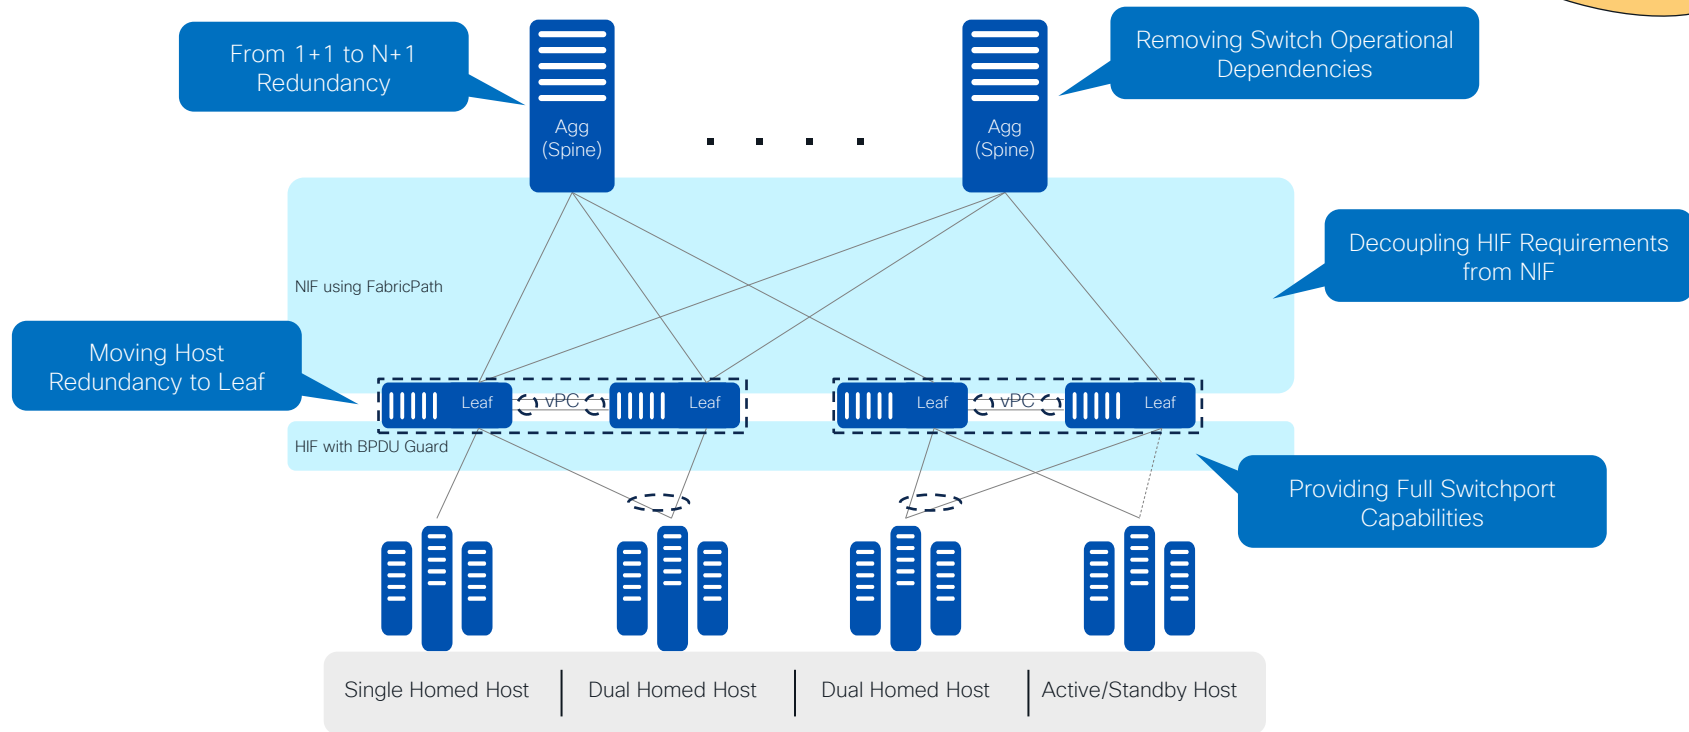 From 1+1 to N+1
Redundancy
Removing Switch Operational
Dependencies
Agg
(Spine)
Agg
(Spine)
Decoupling HIF Requirements
from NIF
NIF using FabricPath
Moving Host
Redundancy to Leaf
Leaf
vPC
Leaf
Leaf
vPC
Leaf
HIF with BPDU Guard
Providing Full Switchport
Capabilities
Single Homed Host
Dual Homed Host
Dual Homed Host
Active/Standby Host